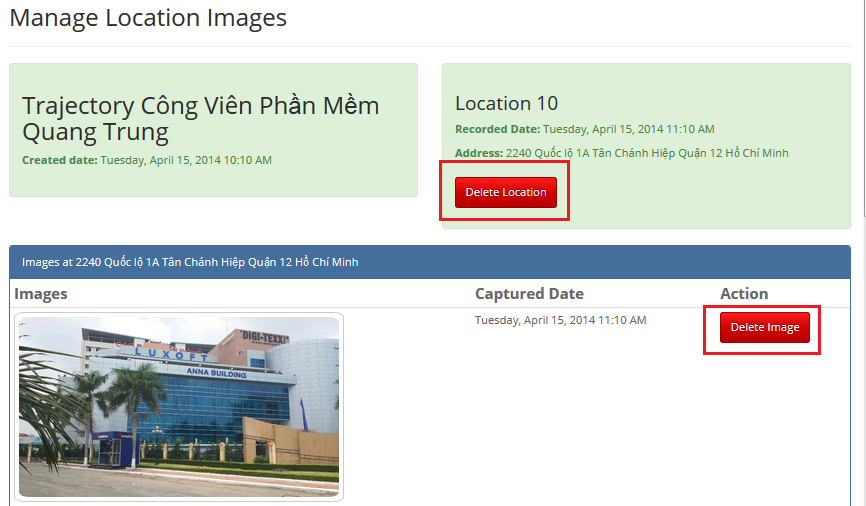 Manage Location Images
Trajectory Công Viên Phần Mềm
Quang Trung
Created date: Tuesday, April 15, 2014 10:10 AM
Location 10
Recorded Date: Tuesday, April 15, 2014 11:10 AM
Address: 2240 Quốc lộ 1A Tân Chánh Hiệp Quận 12 Hồ Chí Minh
Delete Location
Images at 2240 Quốc lộ 1A Tân Chánh Hiệp Quận 12 Hồ Chí Minh
Images Captured Date Action
Tuesday, April 15, 2014 11:10 AM
Delete Image
"DIGI-TEXX"
LUXOFT
ANNA BUILDING